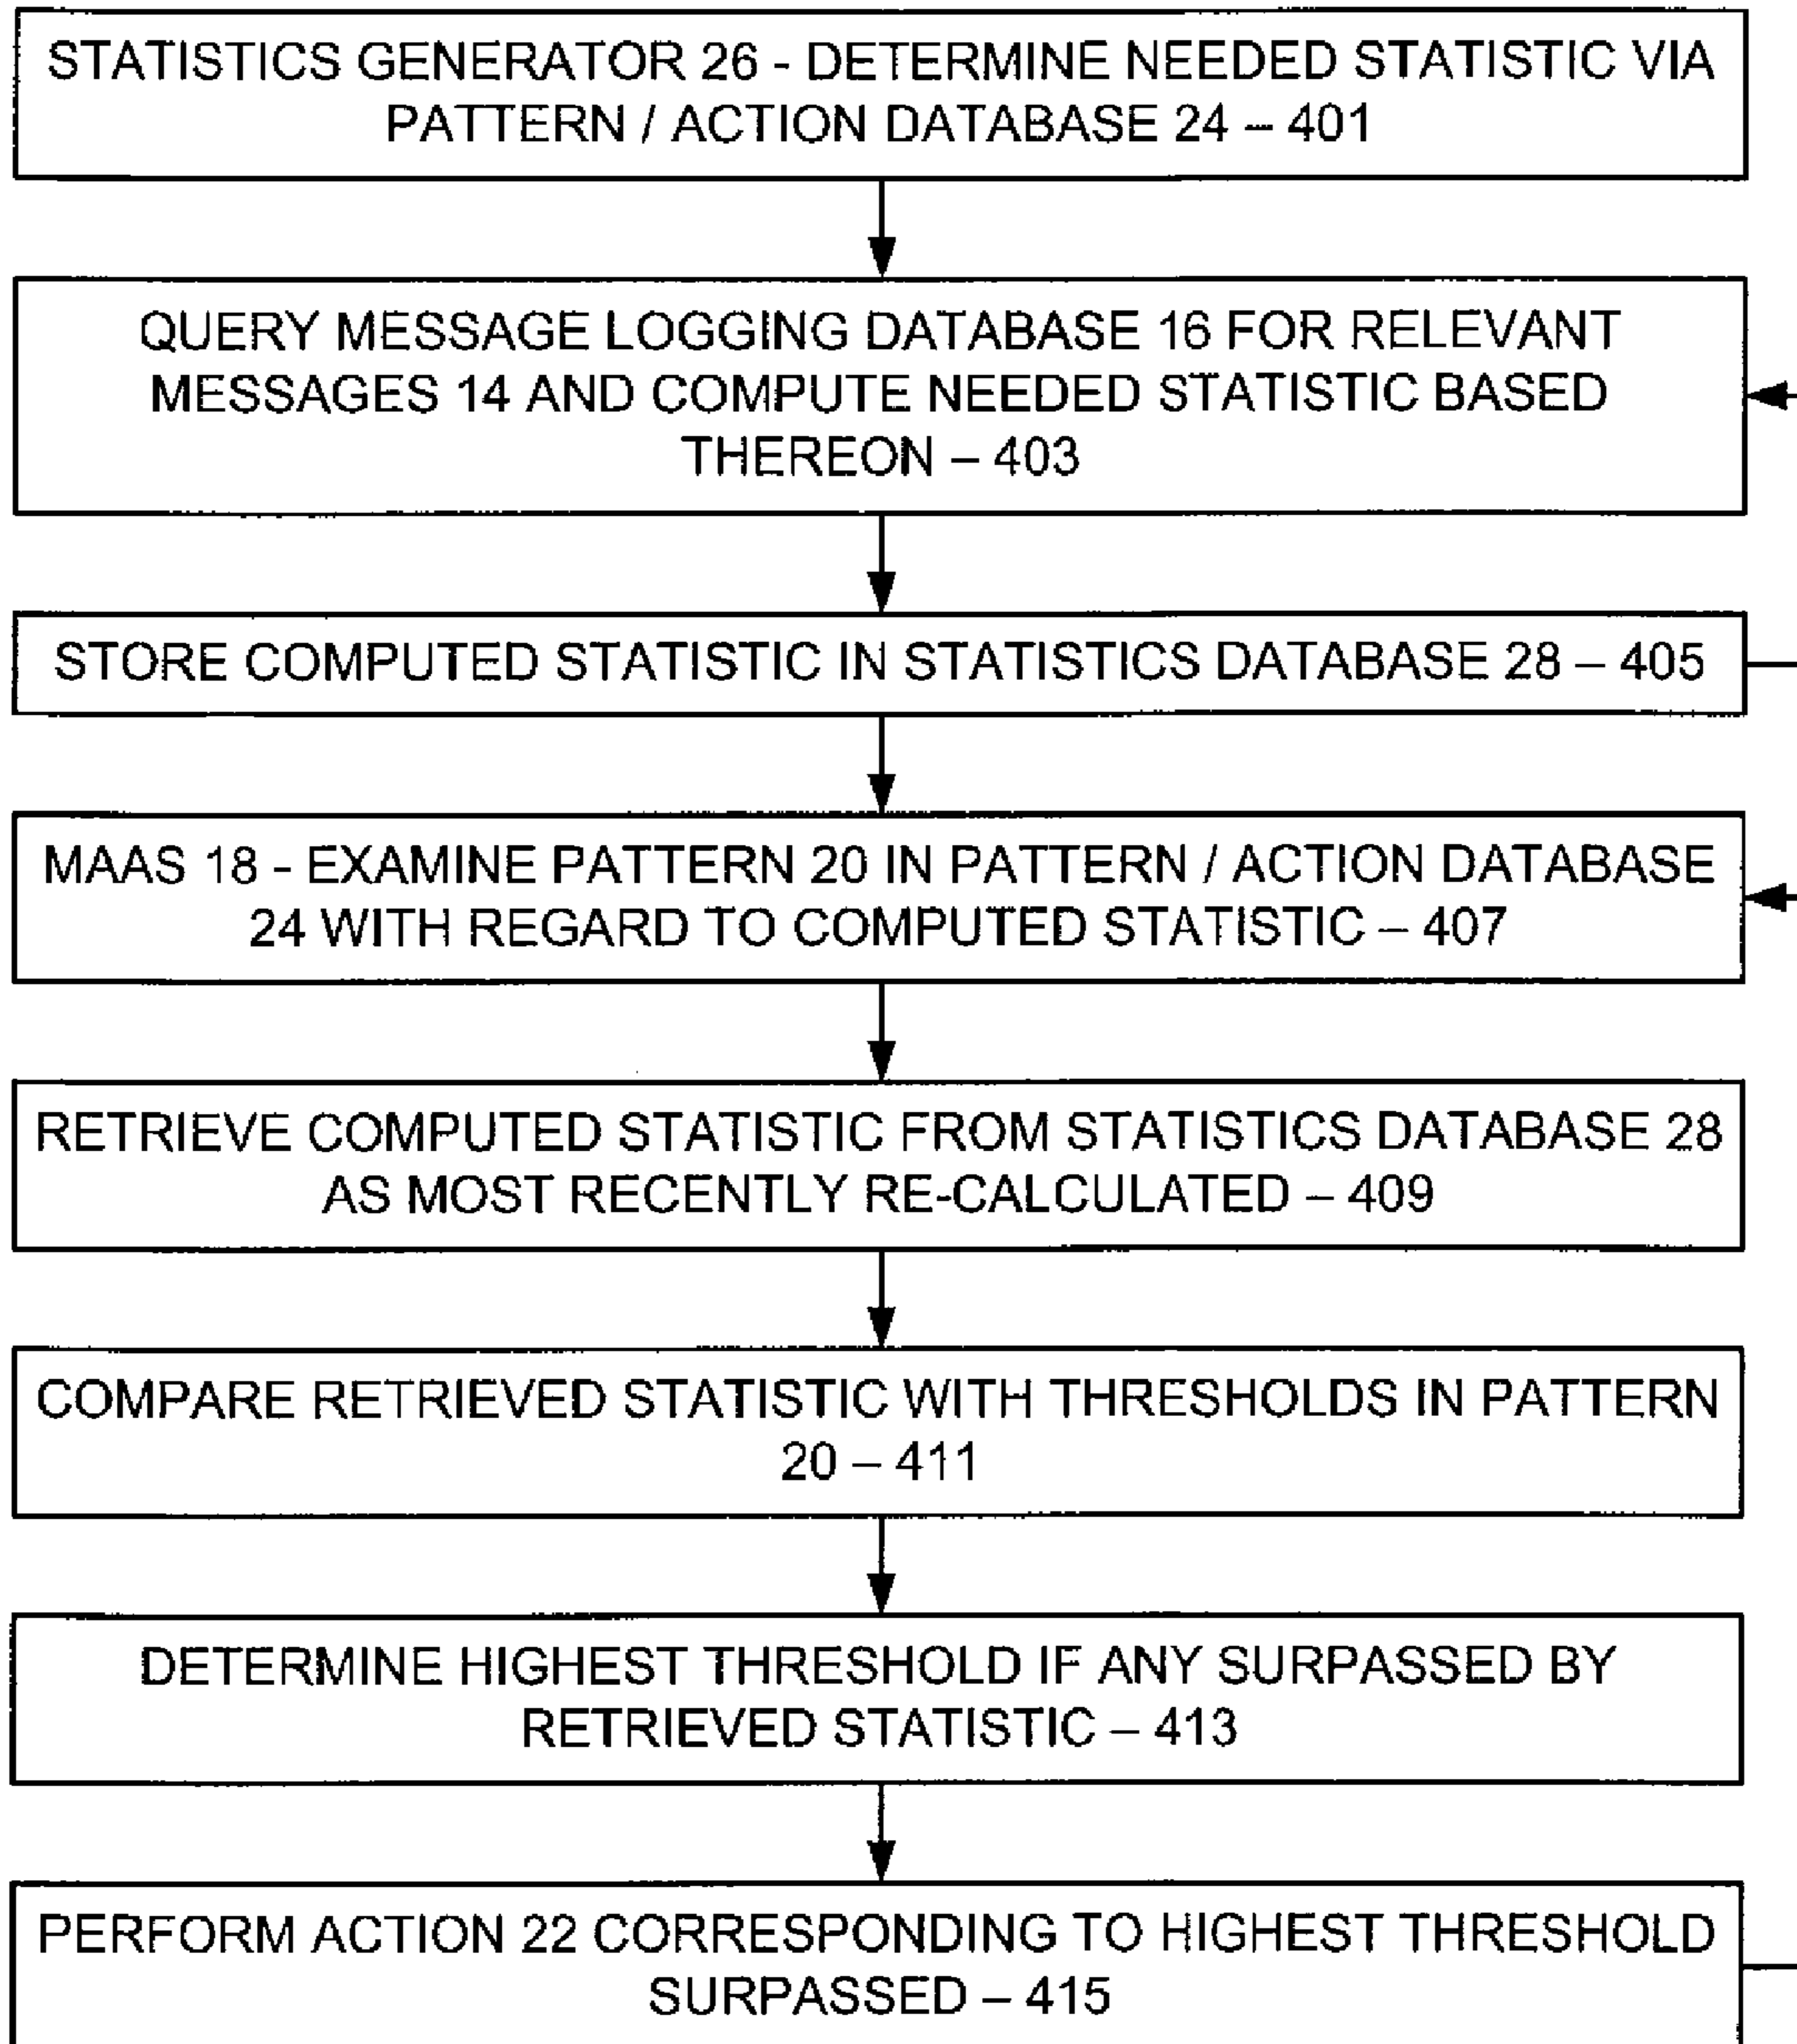 STATISTICS GENERATOR 26 - DETERMINE NEEDED STATISTIC VIA
PATTERN / ACTION DATABASE 24 – 401
QUERY MESSAGE LOGGING DATABASE 16 FOR RELEVANT
MESSAGES 14 AND COMPUTE NEEDED STATISTIC BASED
THEREON – 403
STORE COMPUTED STATISTIC IN STATISTICS DATABASE 28 – 405
MAAS 18 - EXAMINE PATTERN 20 IN PATTERN / ACTION DATABASE
24 WITH REGARD TO COMPUTED STATISTIC – 407
RETRIEVE COMPUTED STATISTIC FROM STATISTICS DATABASE 28
AS MOST RECENTLY RE-CALCULATED – 409
COMPARE RETRIEVED STATISTIC WITH THRESHOLDS IN PATTERN
20 – 411
DETERMINE HIGHEST THRESHOLD IF ANY SURPASSED BY
RETRIEVED STATISTIC – 413
PERFORM ACTION 22 CORRESPONDING TO HIGHEST THRESHOLD
SURPASSED – 415